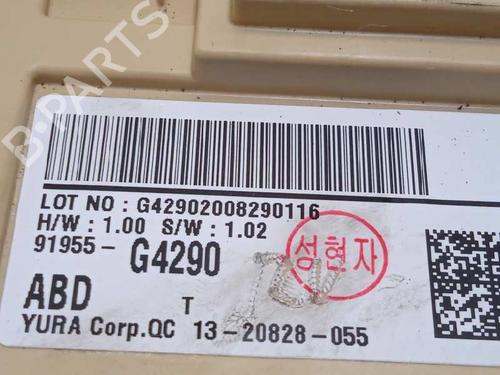 B-PARTS
LOT NO : G42902008290116
H/W : 1.00 S/W : 1.02
91955-G4290
성현자
ABD T
YURA Corp.QC 13-20828-055